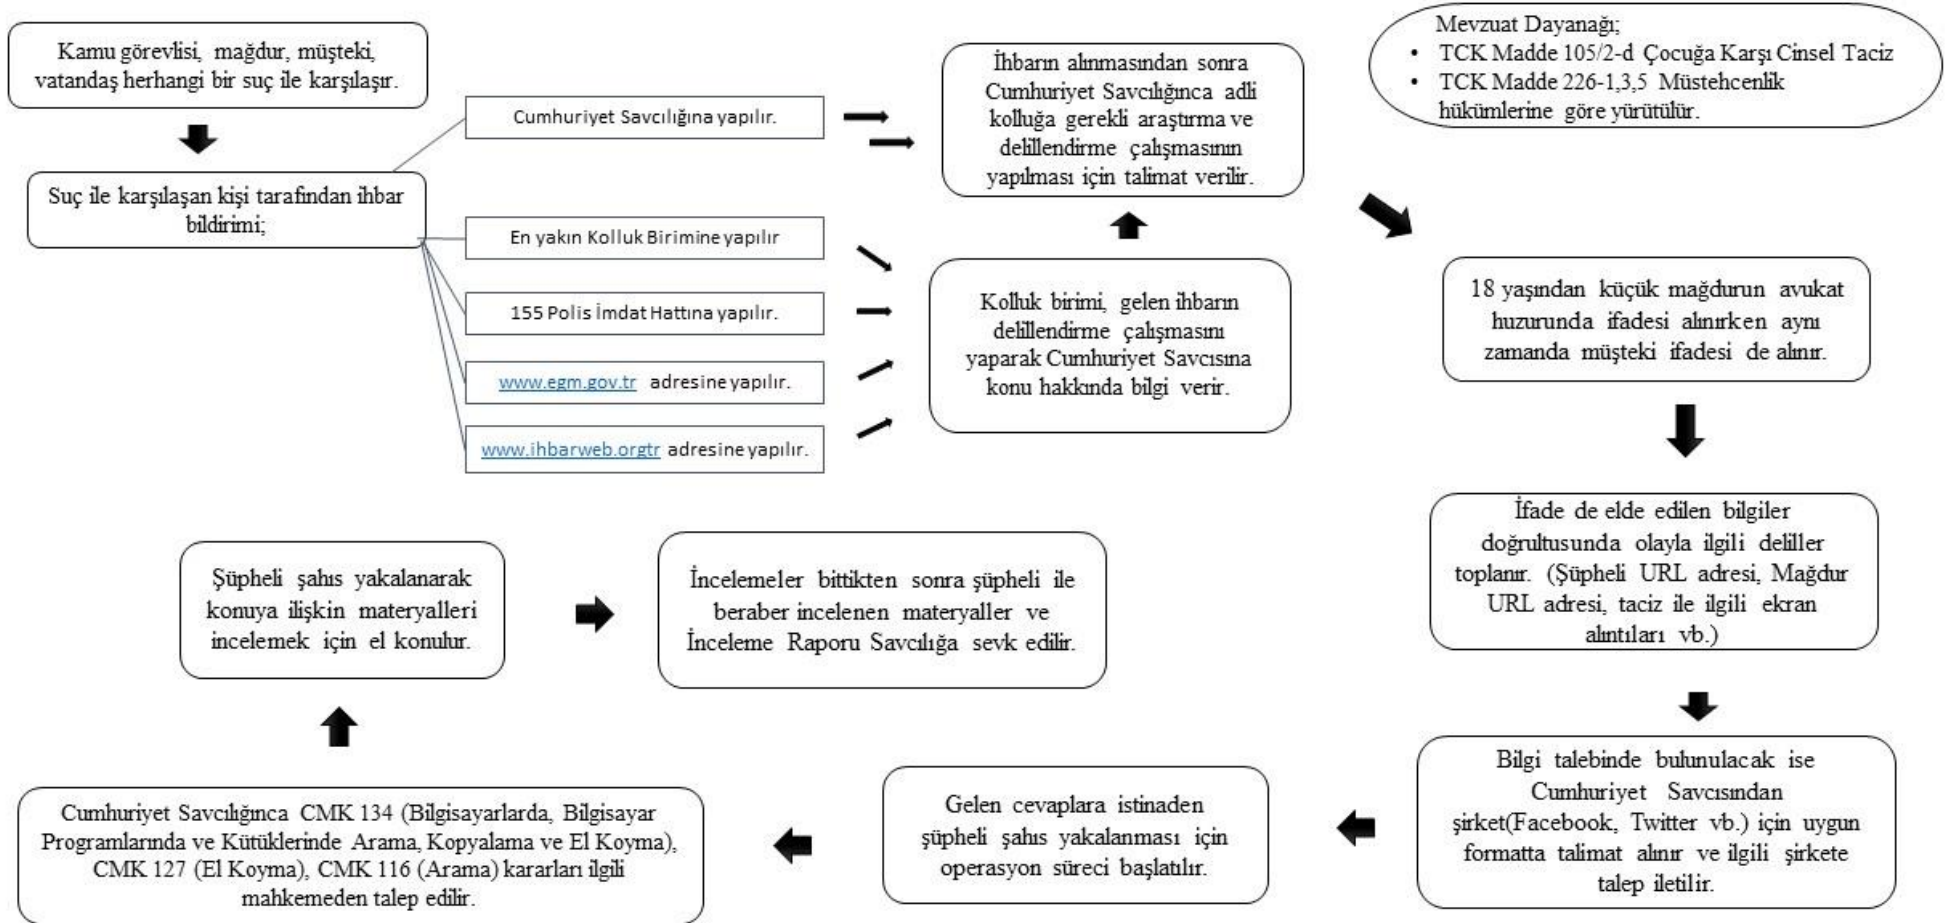 Kamu görevlisi, mağdur, müşteki,
vatandaş herhangi bir suç ile karşılaşır.
Suç ile karşılaşan kişi tarafından ihbar
bildirimi;
Cumhuriyet Savcılığına yapılır.
En yakın Kolluk Birimine yapılır
155 Polis İmdat Hattına yapılır.
www.egm.gov.tr adresine yapılır.
www.ihbarweb.orgtr adresine yapılır.
Kolluk birimi, gelen ihbarın
delillendirme çalışmasını
yaparak Cumhuriyet Savcısına
konu hakkında bilgi verir.
İhbarın alınmasından sonra
Cumhuriyet Savcılığınca adli
kolluğa gerekli araştırma ve
delillendirme çalışmasının
yapılması için talimat verilir.
Mevzuat Dayanağı;
• TCK Madde 105/2-d Çocuğa Karşı Cinsel Taciz
• TCK Madde 226-1,3,5 Müstehcenlik
hükümlerine göre yürütülür.
18 yaşından küçük mağdurun avukat
huzurunda ifadesi alınırken aynı
zamanda müşteki ifadesi de alınır.
İfade de elde edilen bilgiler
doğrultusunda olayla ilgili deliller
toplanır. (Şüpheli URL adresi, Mağdur
URL adresi, taciz ile ilgili ekran
alıntıları vb.)
Bilgi talebinde bulunulacak ise
Cumhuriyet Savcısından
şirket(Facebook, Twitter vb.) için uygun
formatta talimat alınır ve ilgili şirkete
talep iletilir.
Gelen cevaplara istinaden
şüpheli şahıs yakalanması için
operasyon süreci başlatılır.
Cumhuriyet Savcılığınca CMK 134 (Bilgisayarlarda, Bilgisayar
Programlarında ve Kütüklerinde Arama, Kopyalama ve El Koyma),
CMK 127 (El Koyma), CMK 116 (Arama) kararları ilgili
mahkemeden talep edilir.
Şüpheli şahıs yakalanarak
konuya ilişkin materyalleri
incelemek için el konulur.
İncelemeler bittikten sonra şüpheli ile
beraber incelenen materyaller ve
İnceleme Raporu Savcılığa sevk edilir.